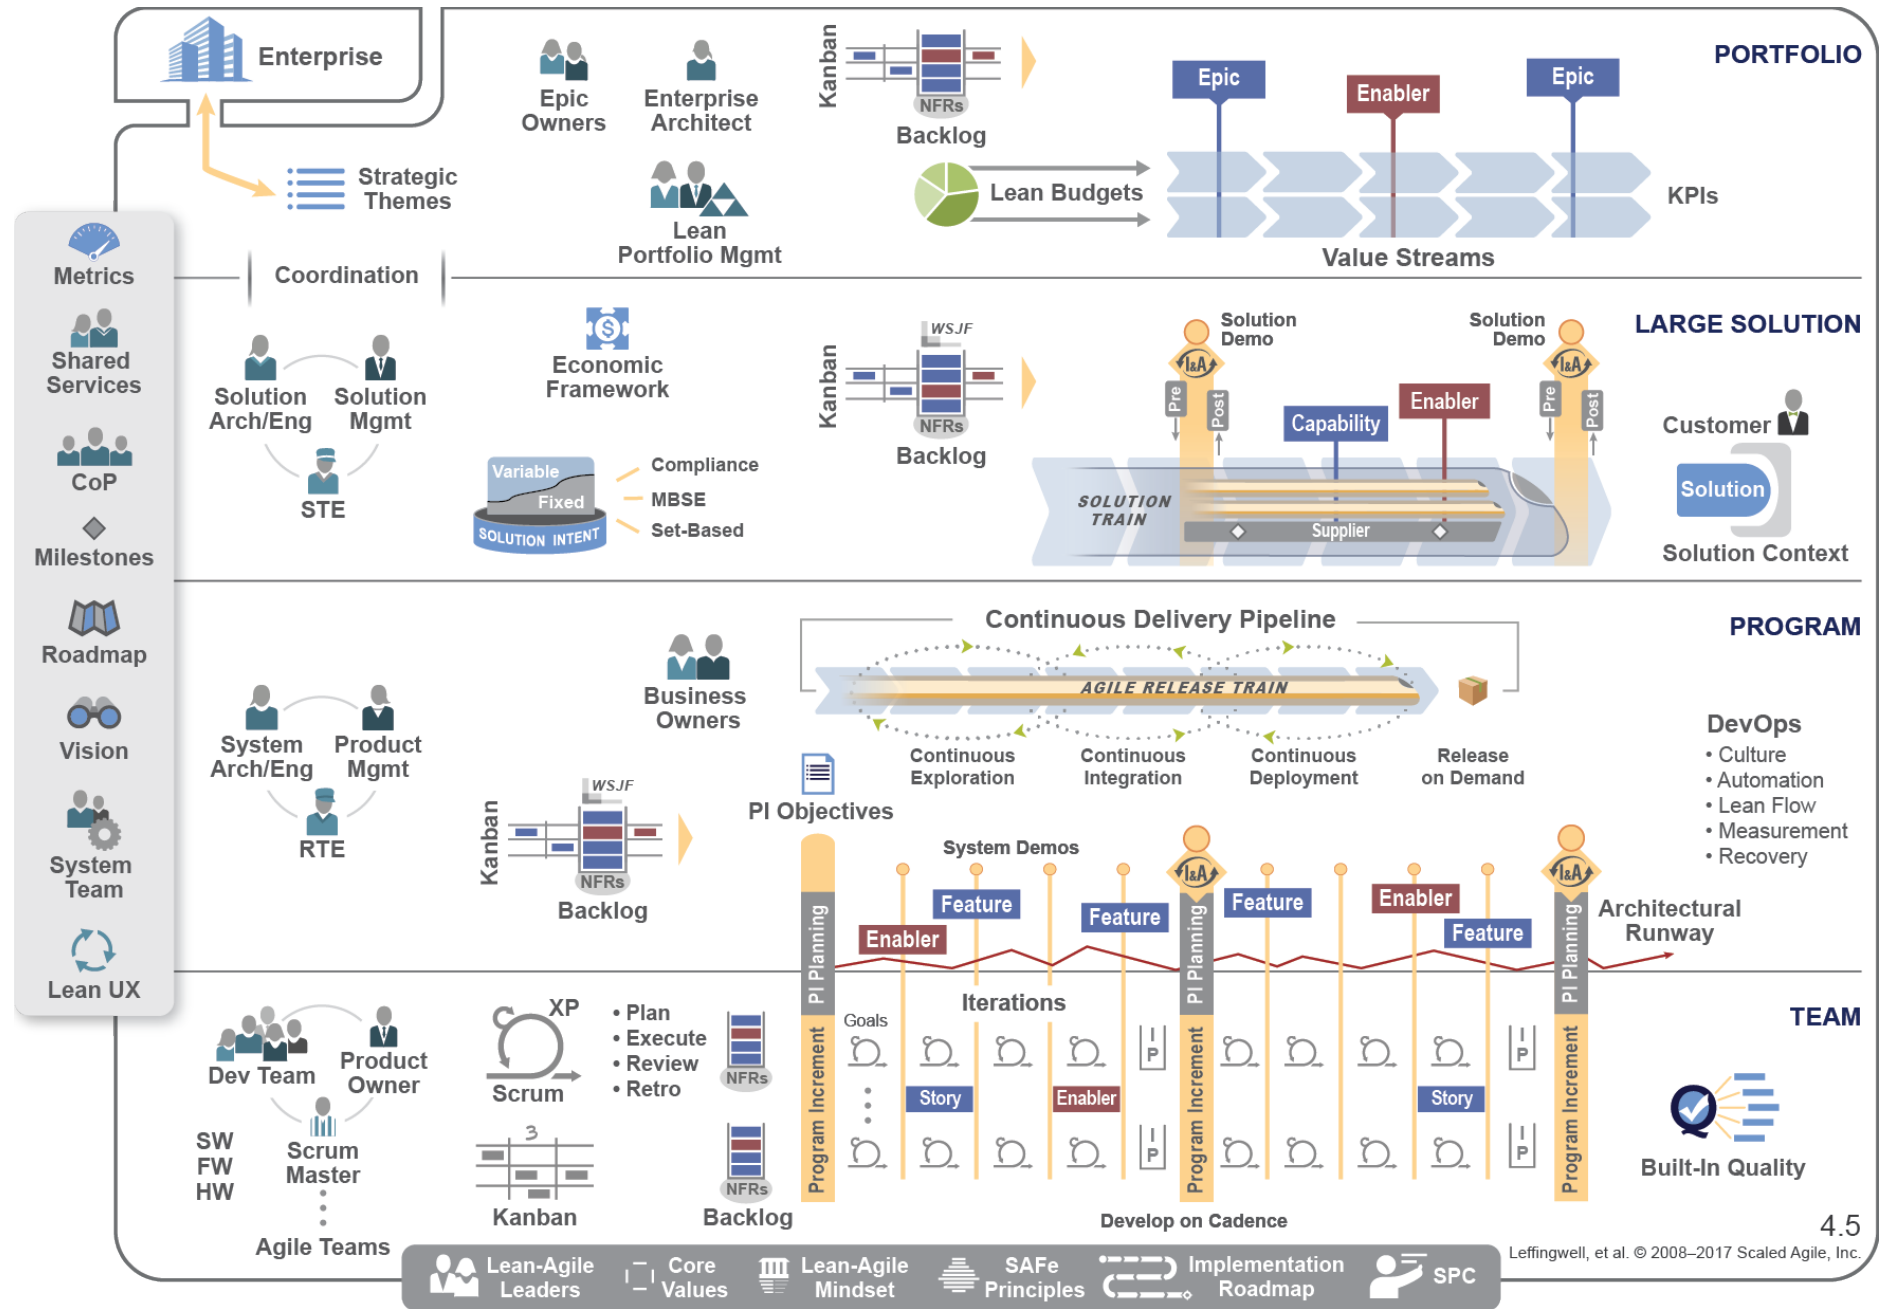 Enterprise
Epic
Owners
Enterprise
Architect
Kanban
NFRs
Backlog
Epic
Enabler
Epic
PORTFOLIO
Strategic
Themes
Lean
Portfolio Mgmt
Lean Budgets
KPIs
Value Streams
Metrics
Shared
Services
CoP
Milestones
Roadmap
Vision
System
Team
Lean UX
Coordination
Solution
Arch/Eng
Solution
Mgmt
STE
Economic
Framework
Variable
Fixed
SOLUTION INTENT
Compliance
MBSE
Set-Based
Kanban
WSJF
NFRs
Backlog
Solution
Demo
I&A
Pre
Post
Capability
Enabler
Solution
Demo
I&A
Pre
Post
SOLUTION
TRAIN
Supplier
LARGE SOLUTION
Customer
Solution
Solution Context
System
Arch/Eng
Product
Mgmt
RTE
Business
Owners
Kanban
WSJF
NFRs
Backlog
Continuous Delivery Pipeline
AGILE RELEASE TRAIN
Continuous
Exploration
Continuous
Integration
Continuous
Deployment
Release
on Demand
PROGRAM
DevOps
• Culture
• Automation
• Lean Flow
• Measurement
• Recovery
PI Objectives
System Demos
I&A
I&A
PI Planning
PI Planning
PI Planning
Enabler
Feature
Feature
Feature
Enabler
Feature
Architectural
Runway
Dev Team
Product
Owner
Scrum
Master
SW
FW
HW
Agile Teams
XP
Scrum
3
Kanban
• Plan
• Execute
• Review
• Retro
NFRs
NFRs
Backlog
Program Increment
Program Increment
Program Increment
Iterations
Goals
I
P
I
P
Story
Enabler
Story
I
P
I
P
Develop on Cadence
TEAM
Q
Built-In Quality
4.5
Leffingwell, et al. © 2008–2017 Scaled Agile, Inc.
Lean-Agile
Leaders
Core
Values
Lean-Agile
Mindset
SAFe
Principles
Implementation
Roadmap
SPC